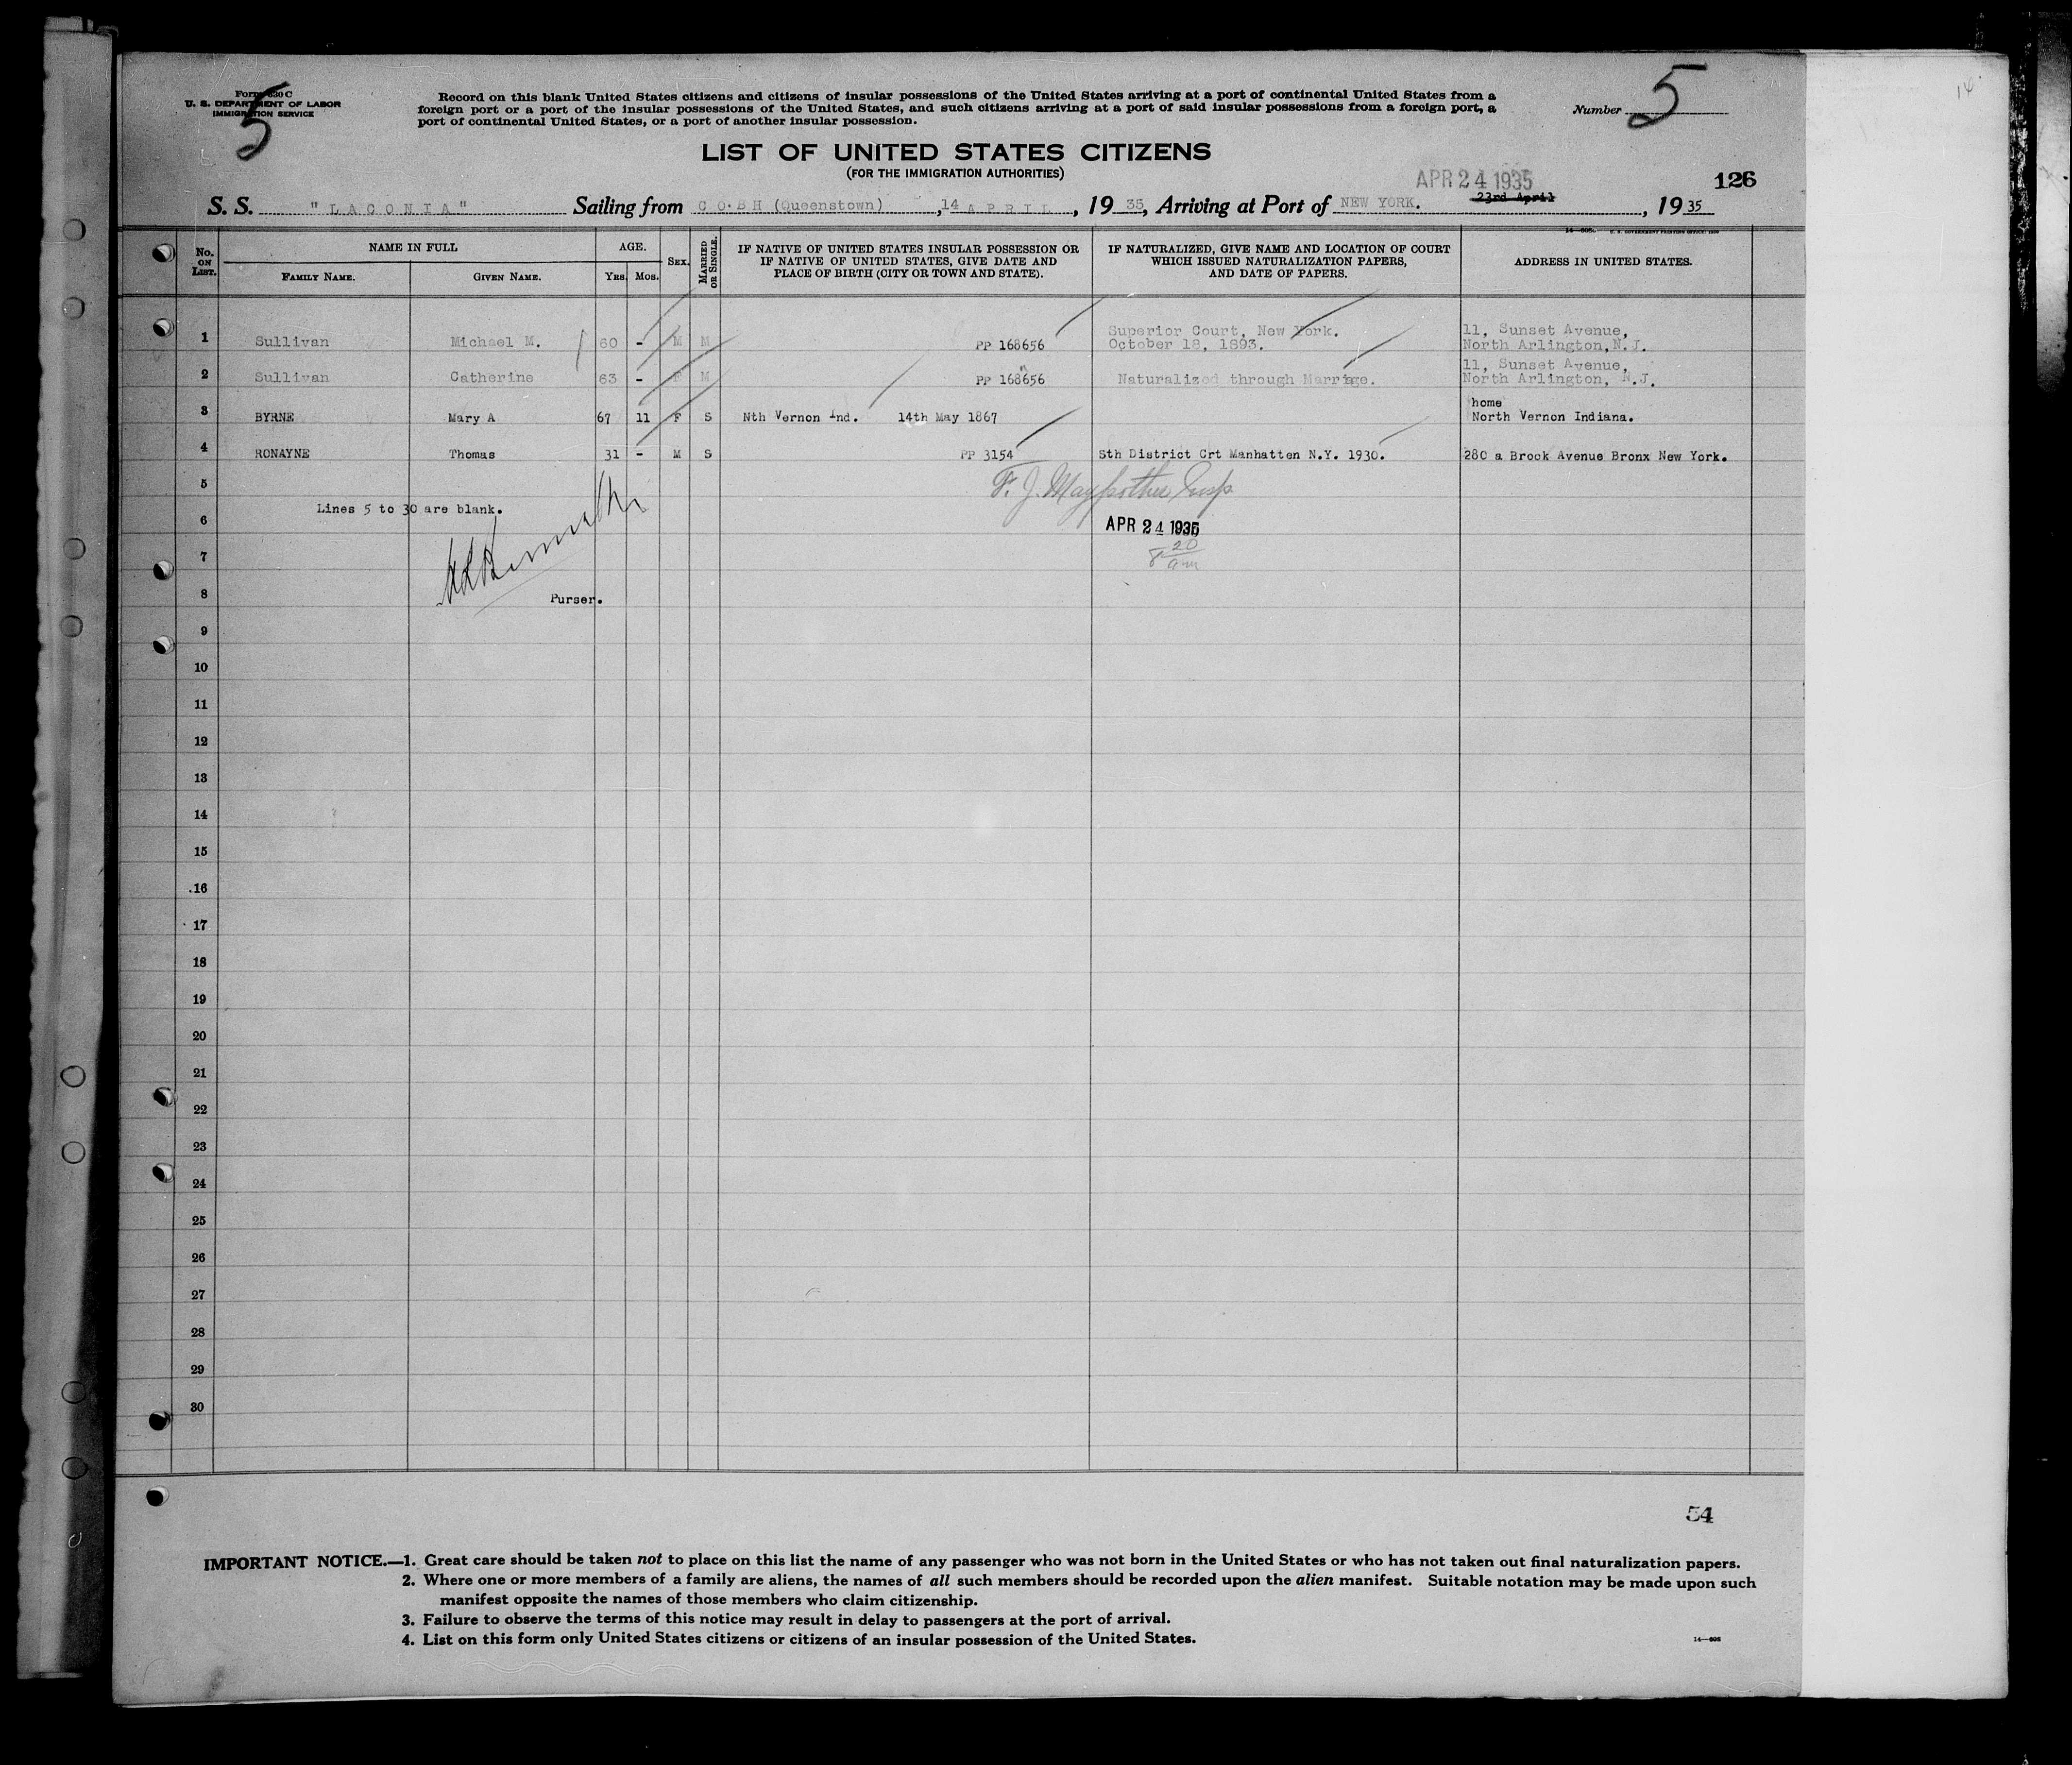 Form 630 C
U. S. DEPARTMENT OF LABOR
IMMIGRATION SERVICE
5
Record on this blank United States citizens and citizens of insular possessions of the United States arriving at a port of continental United States from a
foreign port or a port of the insular possessions of the United States, and such citizens arriving at a port of said insular possessions from a foreign port, a
port of continental United States, or a port of another insular possession.
Number 5
14
LIST OF UNITED STATES CITIZENS
(FOR THE IMMIGRATION AUTHORITIES)
APR 24 1935
126
S. S. "LACONIA" Sailing from COBH (Queenstown), 14 APRIL, 1935, Arriving at Port of NEW YORK. 23rd April, 1935
No. ON LIST.
NAME IN FULL
FAMILY NAME. GIVEN NAME.
AGE.
YRS. MOS.
SEX.
MARRIED OR SINGLE.
IF NATIVE OF UNITED STATES INSULAR POSSESSION OR
IF NATIVE OF UNITED STATES, GIVE DATE AND
PLACE OF BIRTH (CITY OR TOWN AND STATE).
IF NATURALIZED, GIVE NAME AND LOCATION OF COURT
WHICH ISSUED NATURALIZATION PAPERS,
AND DATE OF PAPERS.
ADDRESS IN UNITED STATES.
1 Sullivan Michael M. 60 - M M PP 168656 Superior Court, New York. October 18, 1893. 11, Sunset Avenue, North Arlington, N.J.
2 Sullivan Catherine 63 - F M PP 168656 Naturalized through Marriage. 11, Sunset Avenue, North Arlington, N.J.
3 BYRNE Mary A 67 11 F S Nth Vernon Ind. 14th May 1867 home North Vernon Indiana.
4 RONAYNE Thomas 31 - M S PP 3154 Sth District Crt Manhatten N.Y. 1930. 280 a Brook Avenue Bronx New York.
5
F. J. Insp
Lines 5 to 30 are blank.
6
APR 24 1935
7
8 20 am
8
Purser.
9
10
11
12
13
14
15
16
17
18
19
20
21
22
23
24
25
26
27
28
29
30
54
IMPORTANT NOTICE.—1. Great care should be taken not to place on this list the name of any passenger who was not born in the United States or who has not taken out final naturalization papers.
2. Where one or more members of a family are aliens, the names of all such members should be recorded upon the alien manifest. Suitable notation may be made upon such
manifest opposite the names of those members who claim citizenship.
3. Failure to observe the terms of this notice may result in delay to passengers at the port of arrival.
4. List on this form only United States citizens or citizens of an insular possession of the United States.